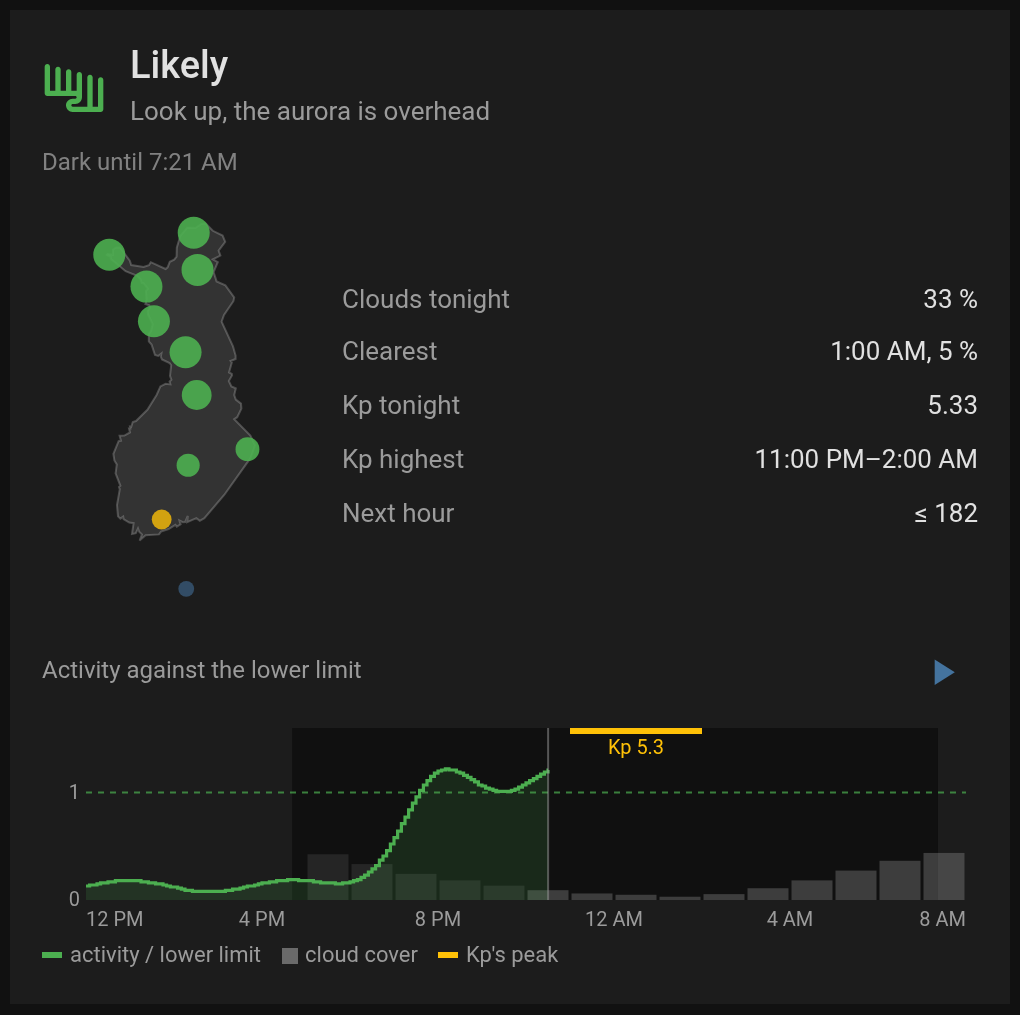 Likely
Look up, the aurora is overhead
Dark until 7:21 AM
Clouds tonight 33 %
Clearest 1:00 AM, 5 %
Kp tonight 5.33
Kp highest 11:00 PM–2:00 AM
Next hour ≤ 182
Activity against the lower limit
Kp 5.3
1
0
12 PM 4 PM 8 PM 12 AM 4 AM 8 AM
activity / lower limit cloud cover Kp's peak